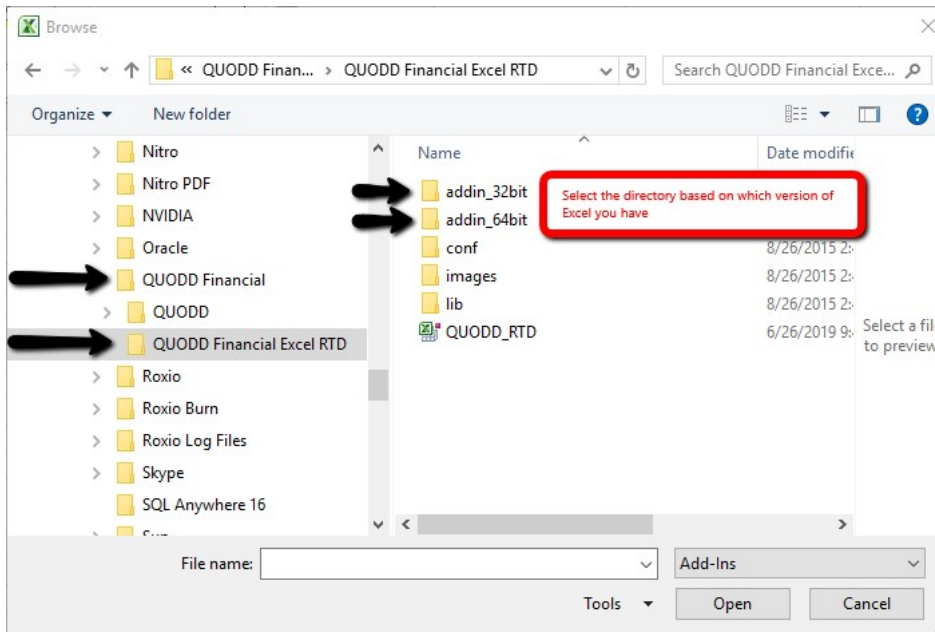 Browse
« QUODD Finan... > QUODD Financial Excel RTD
Search QUODD Financial Exce...
Organize
New folder
Name
Date modifie
Nitro
Nitro PDF
NVIDIA
Oracle
QUODD Financial
QUODD
QUODD Financial Excel RTD
Roxio
Roxio Burn
Roxio Log Files
Skype
SQL Anywhere 16
addin_32bit
addin_64bit
Select the directory based on which version of
Excel you have
conf
8/26/2015 2:
images
8/26/2015 2:
lib
8/26/2015 2:
QUODD_RTD
6/26/2019 9:
Select a fil
to preview
File name:
Add-Ins
Tools
Open
Cancel